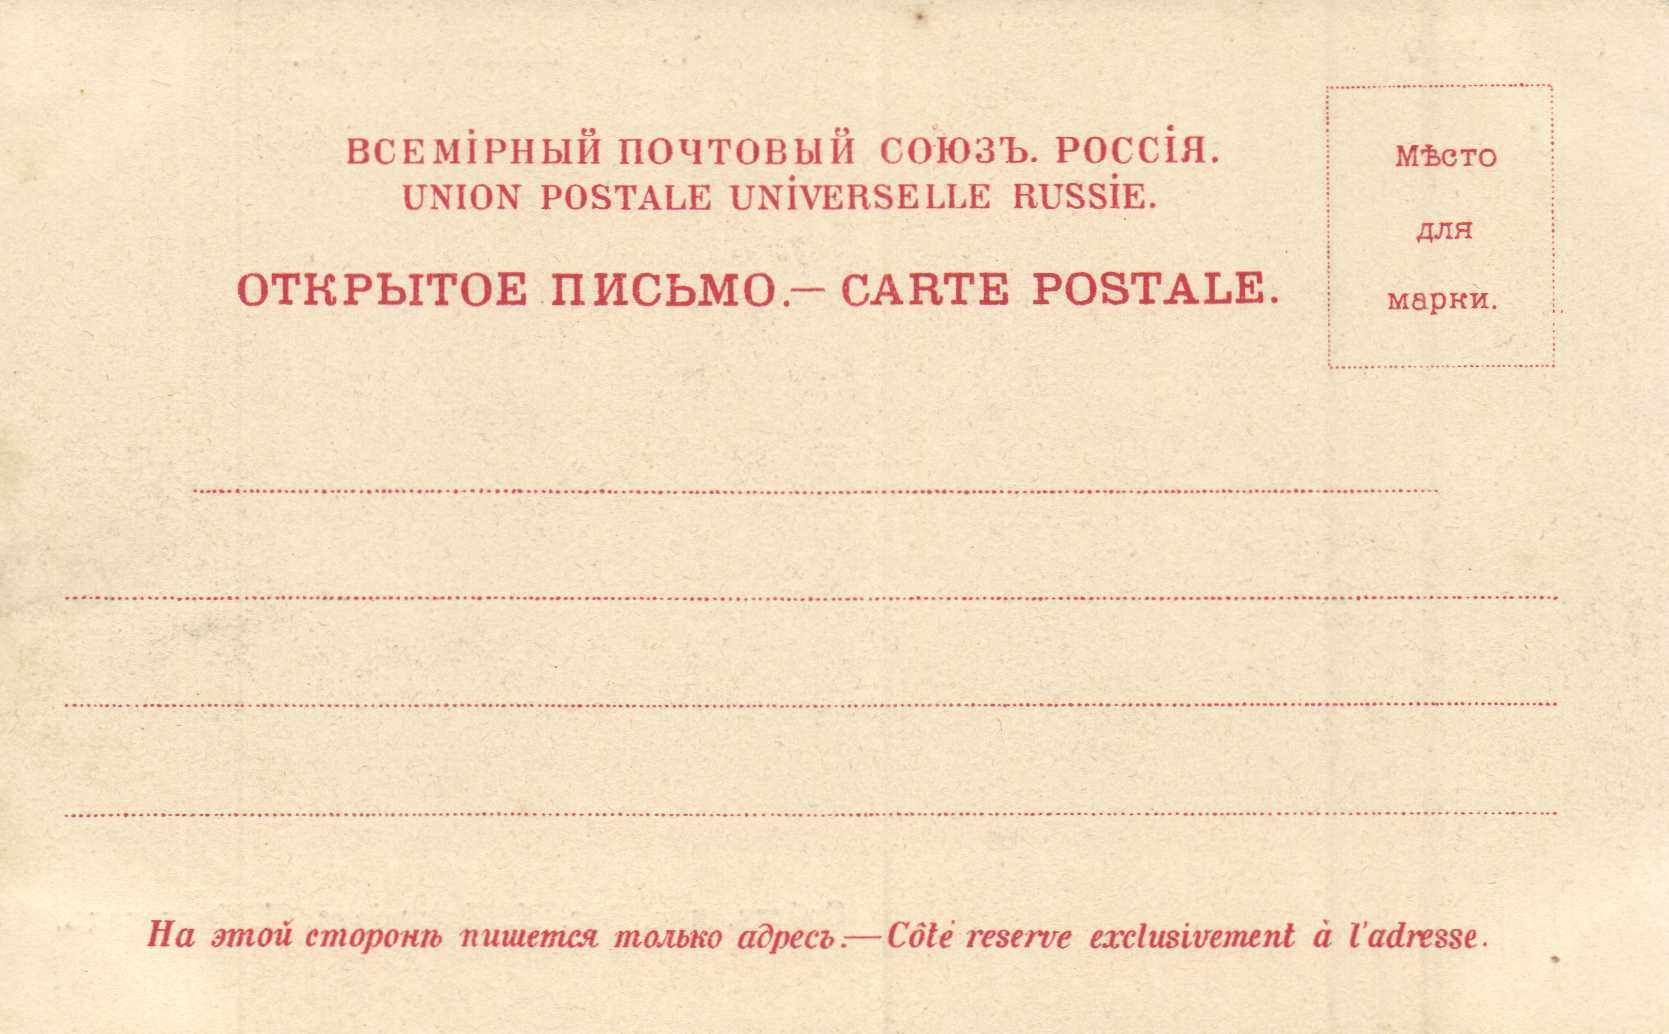 ВСЕМІРНЫЙ ПОЧТОВЫЙ СОЮЗЪ. РОССІЯ.
UNION POSTALE UNIVERSELLE RUSSIE.
ОТКРЫТОЕ ПИСЬМО.— CARTE POSTALE.
Мѣсто
для
марки.
На этой сторонѣ пишется только адресъ.—Côté reserve exclusivement à l'adresse.